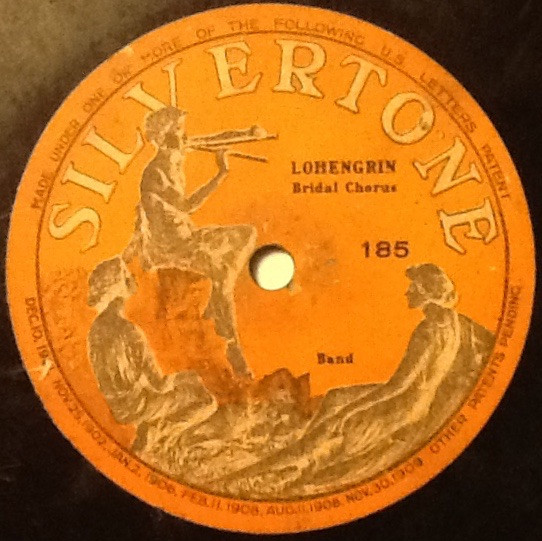 MADE UNDER ONE OR MORE OF THE FOLLOWING U.S. LETTERS PATENT
SILVERTONE
LOHENGRIN
Bridal Chorus
185
Band
DEC. 10, NOV. 25, 1902, JAN. 2, 1906, FEB. 11, 1908, AUG. 11, 1908, NOV. 30, 1909 OTHER PATENTS PENDING.